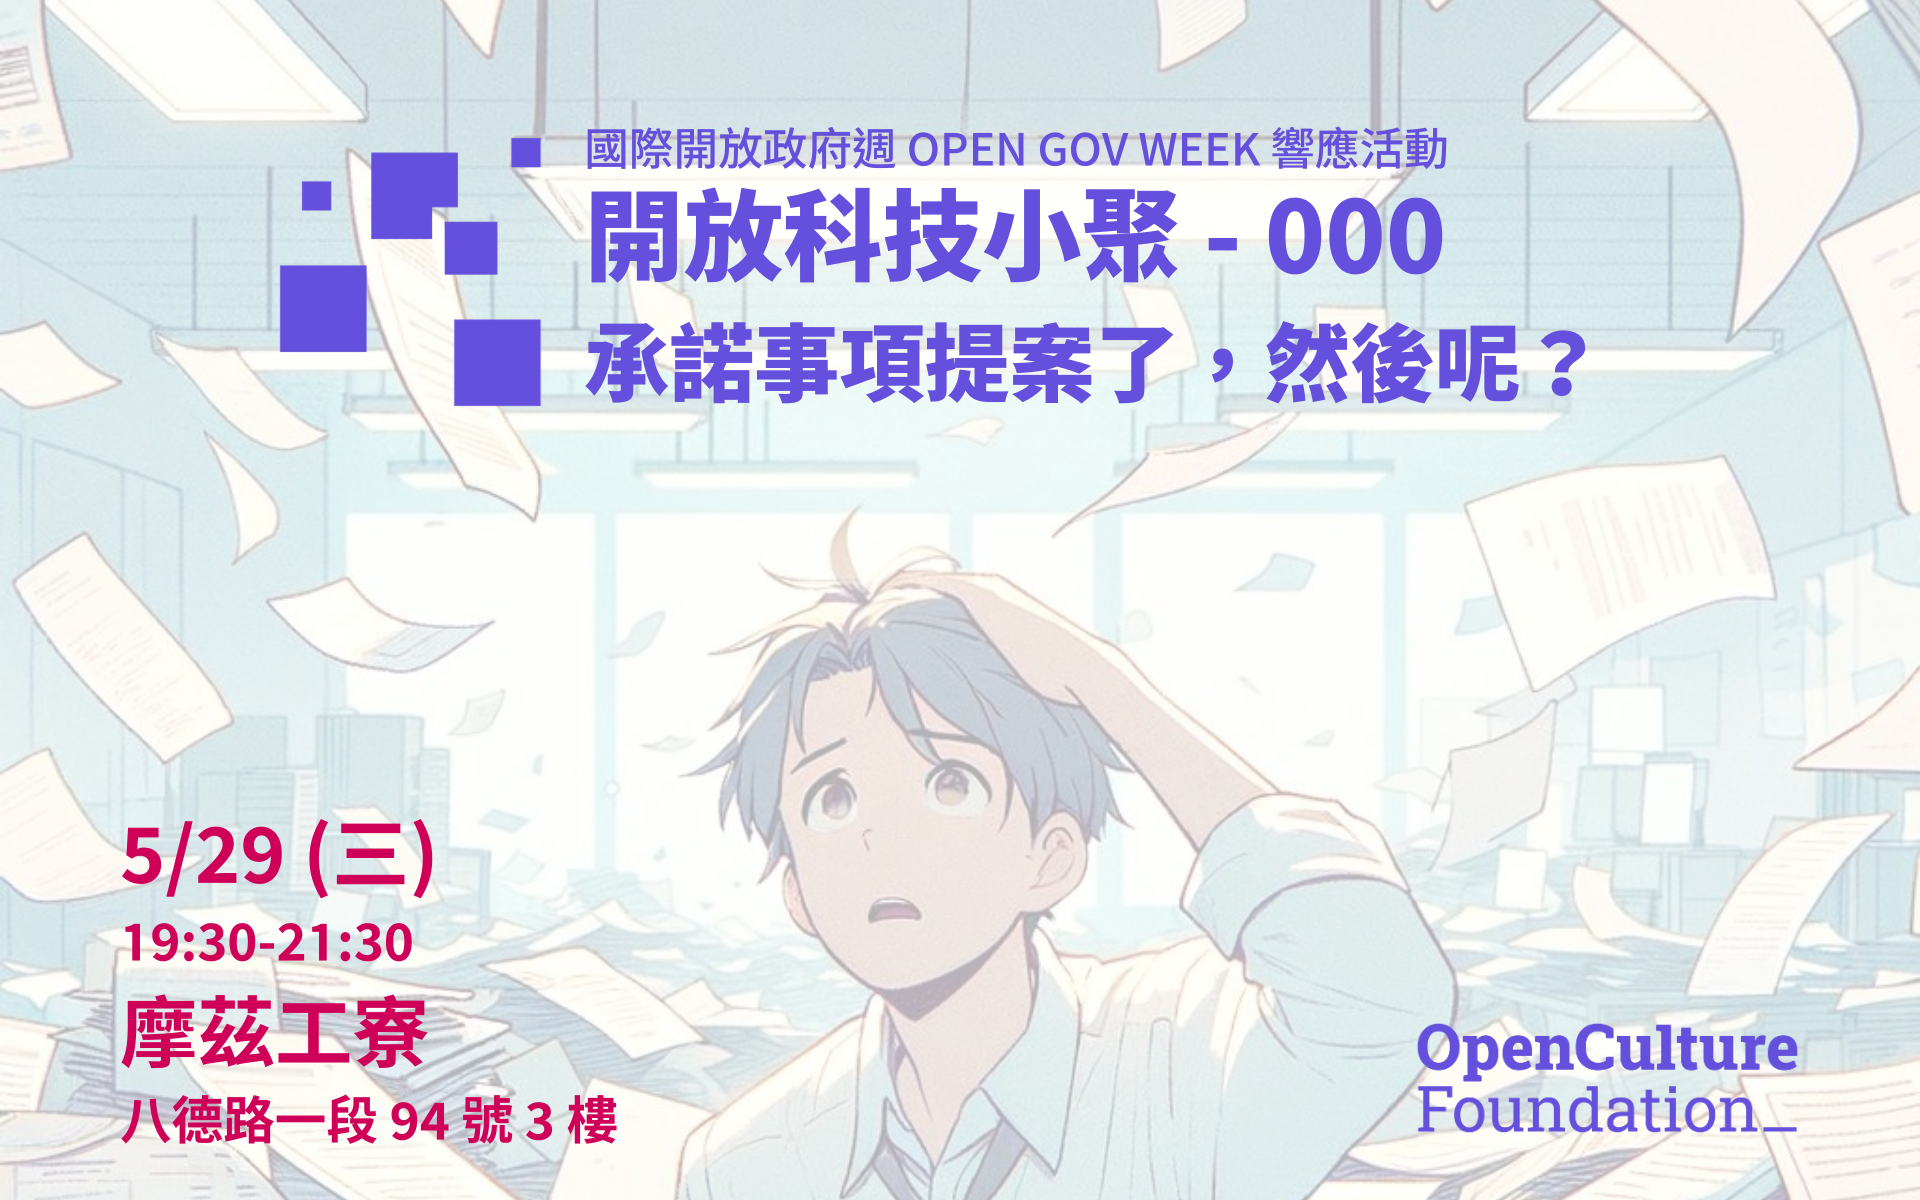 國際開放政府週 OPEN GOV WEEK 響應活動
開放科技小聚 - 000
承諾事項提案了，然後呢？
5/29 (三)
19:30-21:30
摩茲工寮
八德路一段 94 號 3 樓
OpenCulture
Foundation_